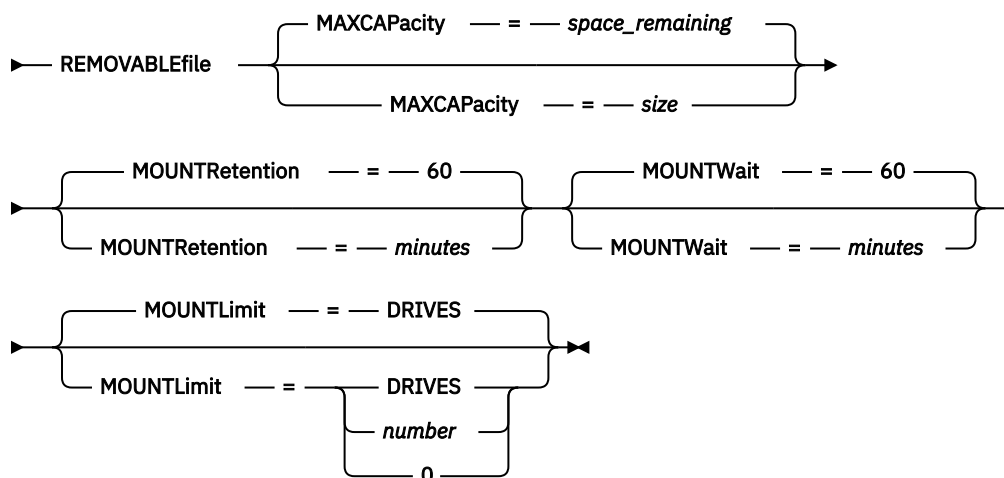 MAXCAPacity = space_remaining
REMOVABLEfile
MAXCAPacity = size
MOUNTRetention = 60 MOUNTWait = 60
MOUNTRetention = minutes MOUNTWait = minutes
MOUNTLimit = DRIVES
MOUNTLimit = DRIVES
number
0